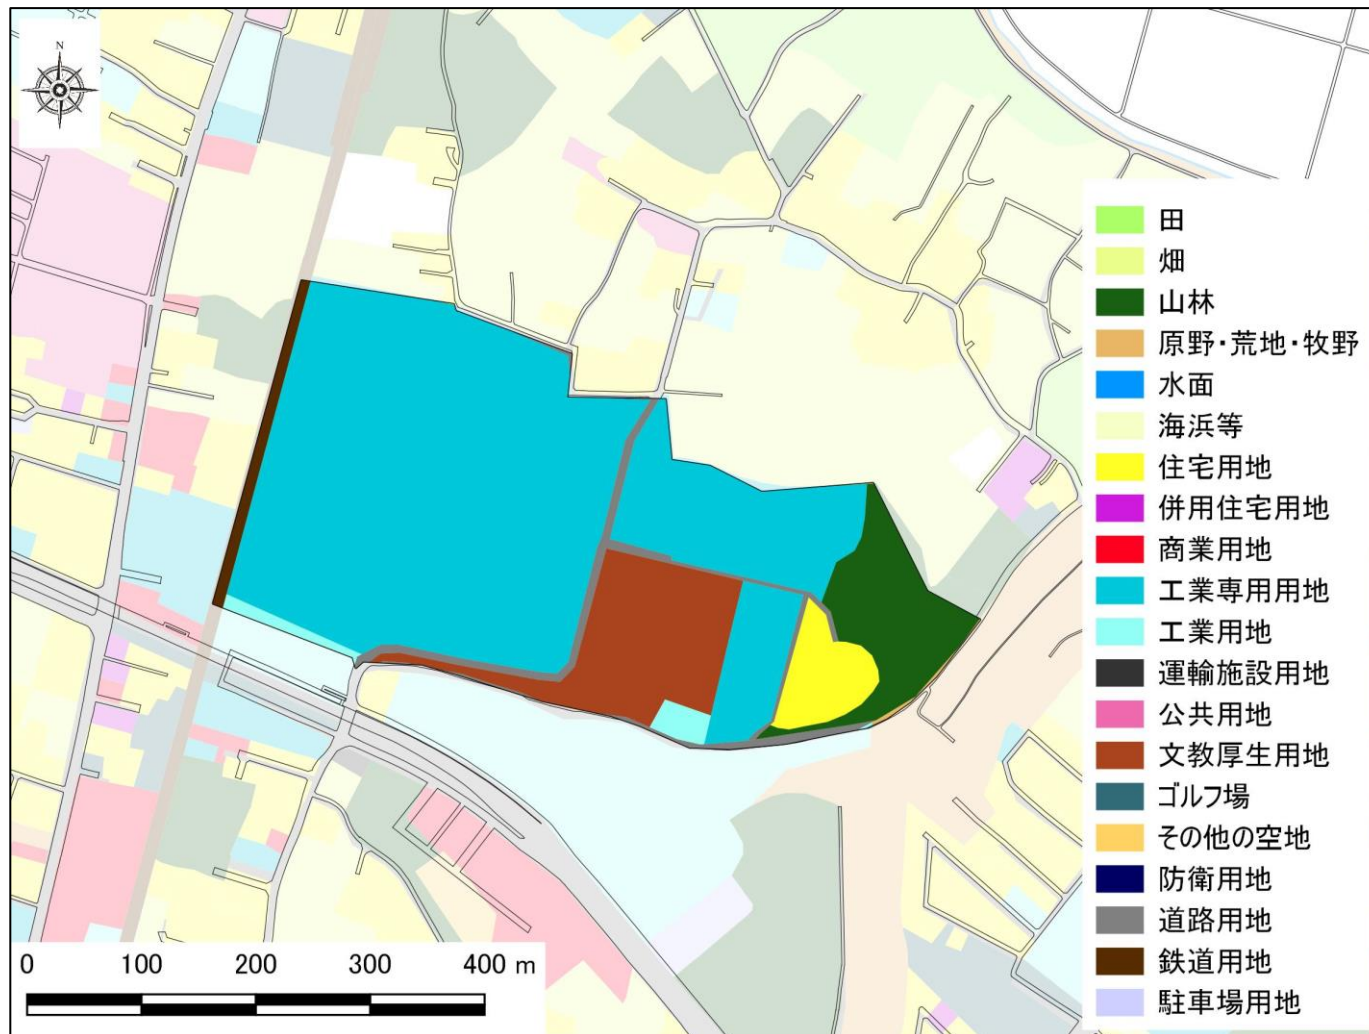 N
田
畑
山林
原野・荒地・牧野
水面
海浜等
住宅用地
併用住宅用地
商業用地
工業専用用地
工業用地
運輸施設用地
公共用地
文教厚生用地
ゴルフ場
その他の空地
防衛用地
道路用地
鉄道用地
駐車場用地
0 100 200 300 400 m